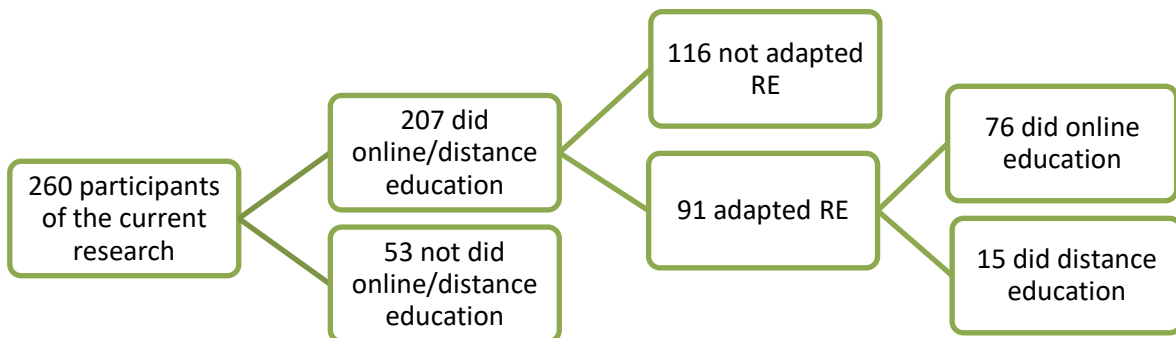 260 participants
of the current
research
207 did
online/distance
education
53 not did
online/distance
education
116 not adapted
RE
91 adapted RE
76 did online
education
15 did distance
education